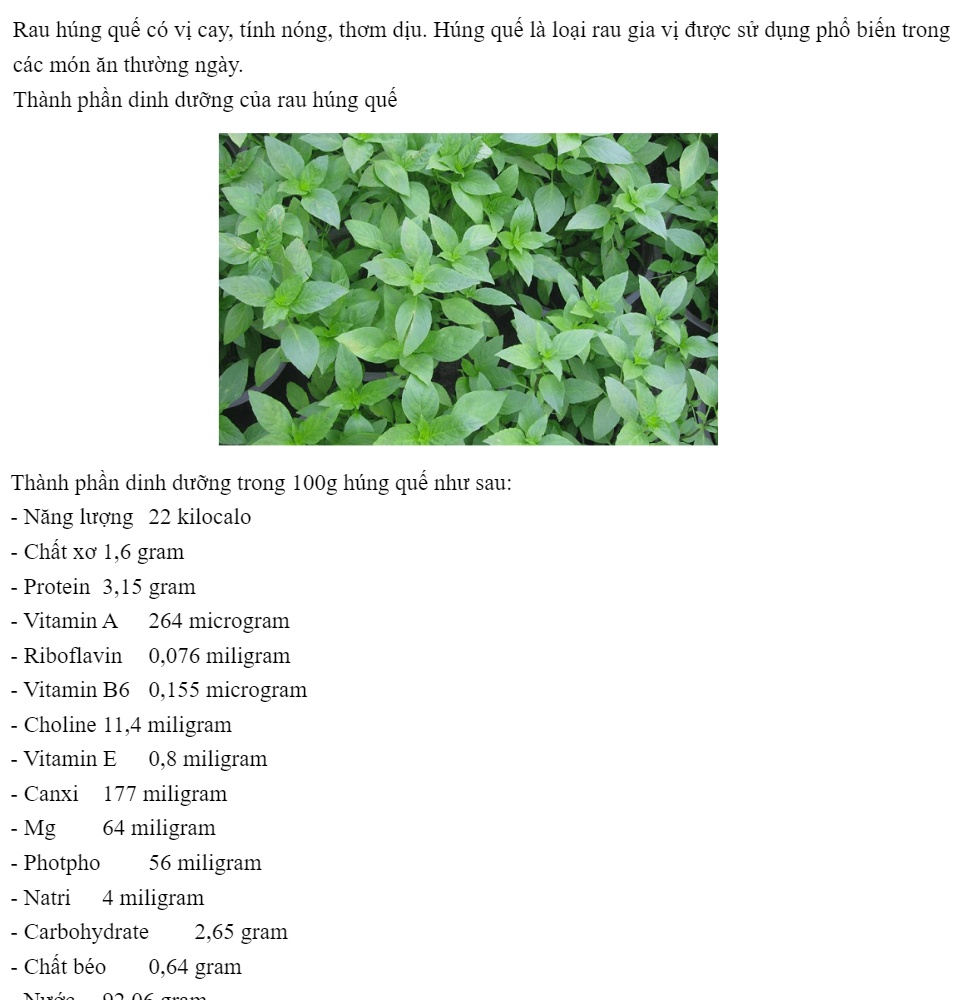 Rau húng quế có vị cay, tính nóng, thơm dịu. Húng quế là loại rau gia vị được sử dụng phổ biến trong
các món ăn thường ngày.
Thành phần dinh dưỡng của rau húng quế
Thành phần dinh dưỡng trong 100g húng quế như sau:
- Năng lượng 22 kilocalo
- Chất xơ 1,6 gram
- Protein 3,15 gram
- Vitamin A 264 microgram
- Riboflavin 0,076 miligram
- Vitamin B6 0,155 microgram
- Choline 11,4 miligram
- Vitamin E 0,8 miligram
- Canxi 177 miligram
- Mg 64 miligram
- Photpho 56 miligram
- Natri 4 miligram
- Carbohydrate 2,65 gram
- Chất béo 0,64 gram
- Nước 92,06 gram